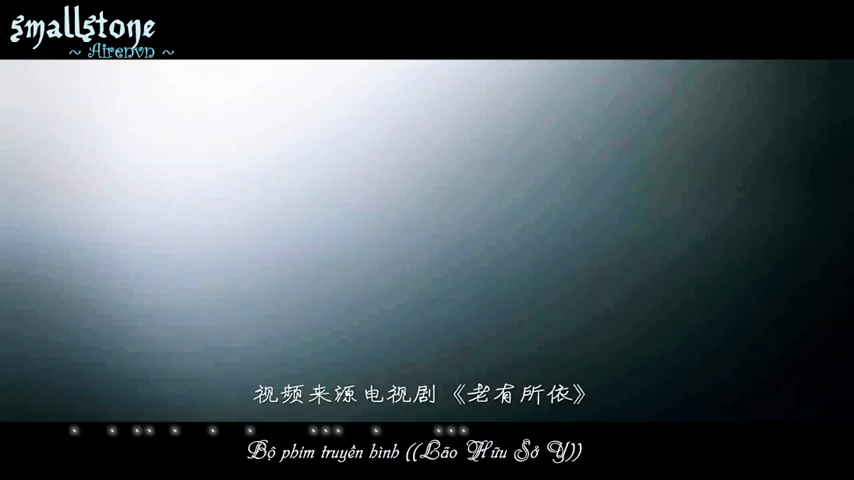 smallstone
~ Airenvn ~
视频来源电视剧《老有所依》
Bộ phim truyền hình ((Lão Hữu Sở Y))